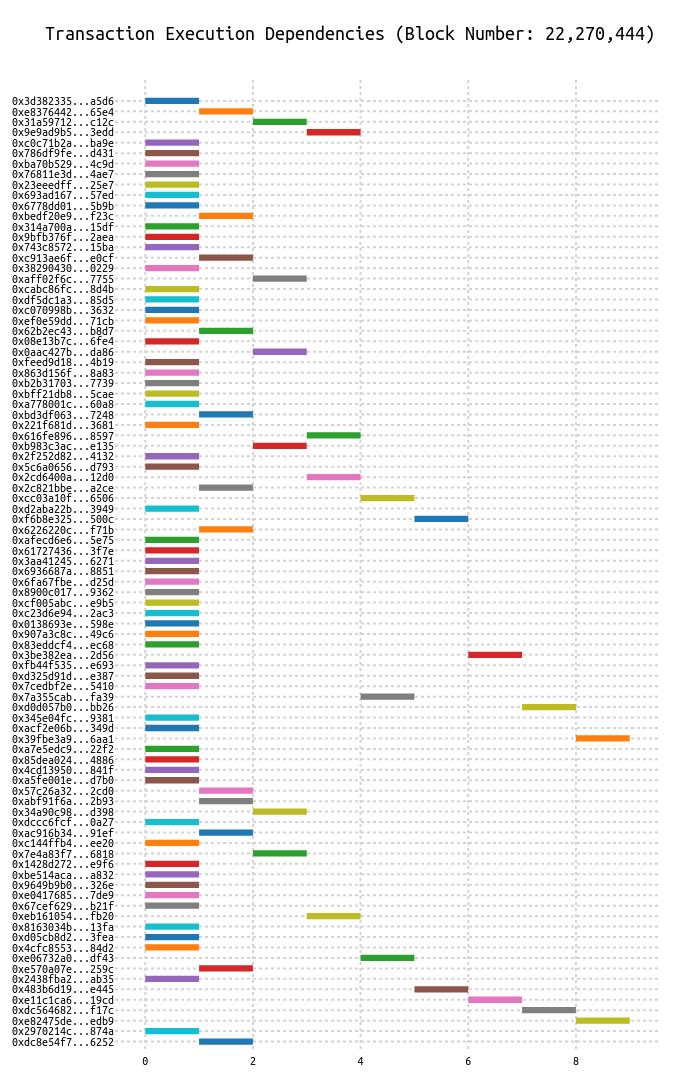 Transaction Execution Dependencies (Block Number: 22,270,444)
0x3d382335...a5d6
0xe8376442...65e4
0x31a59712...c12c
0x9e9ad9b5...3edd
0xc0c71b2a...ba9e
0x786df9fe...d431
0xba70b529...4c9d
0x76811e3d...4ae7
0x23eeedff...25e7
0x693ad167...57ed
0x6778dd01...5b9b
0xbedf20e9...f23c
0x314a700a...15df
0x9bfb376f...2aea
0x743c8572...15ba
0xc913ae6f...e0cf
0x38290430...0229
0xaff02f6c...7755
0xcabc86fc...8d4b
0xdf5dc1a3...85d5
0xc070998b...3632
0xef0e59dd...71cb
0x62b2ec43...b8d7
0x08e13b7c...6fe4
0x0aac427b...da86
0xfeed9d18...4b19
0x863d156f...8a83
0xb2b31703...7739
0xbff21db8...5cae
0xa778001c...60a8
0xbd3df063...7248
0x221f681d...3681
0x616fe896...8597
0xb983c3ac...e135
0x2f252d82...4132
0x5c6a0656...d793
0x2cd6400a...12d0
0x2c821bbe...a2ce
0xcc03a10f...6506
0xd2aba22b...3949
0xf6b8e325...500c
0x6226220c...f71b
0xafecd6e6...5e75
0x61727436...3f7e
0x3aa41245...6271
0x6936687a...8851
0x6fa67fbe...d25d
0x8900c017...9362
0xcf005abc...e9b5
0xc23d6e94...2ac3
0x0138693e...598e
0x907a3c8c...49c6
0x83eddcf4...ec68
0x3be382ea...2d56
0xfb44f535...e693
0xd325d91d...e387
0x7cedbf2e...5410
0x7a355cab...fa39
0xd0d057b0...bb26
0x345e04fc...9381
0xacf2e06b...349d
0x39fbe3a9...6aa1
0xa7e5edc9...22f2
0x85dea024...4886
0x4cd13950...841f
0xa5fe001e...d7b0
0x57c26a32...2cd0
0xabf91f6a...2b93
0x34a90c98...d398
0xdccc6fcf...0a27
0xac916b34...91ef
0xc144ffb4...ee20
0x7e4a83f7...6818
0x1428d272...e9f6
0xbe514aca...a832
0x9649b9b0...326e
0xe0417685...7de9
0x67cef629...b21f
0xeb161054...fb20
0x8163034b...13fa
0xd05cb8d2...3fea
0x4cfc8553...84d2
0xe06732a0...df43
0xe570a07e...259c
0x2438fba2...ab35
0x483b6d19...e445
0xe11c1ca6...19cd
0xdc564682...f17c
0xe82475de...edb9
0x2970214c...874a
0xdc8e54f7...6252
0 2 4 6 8